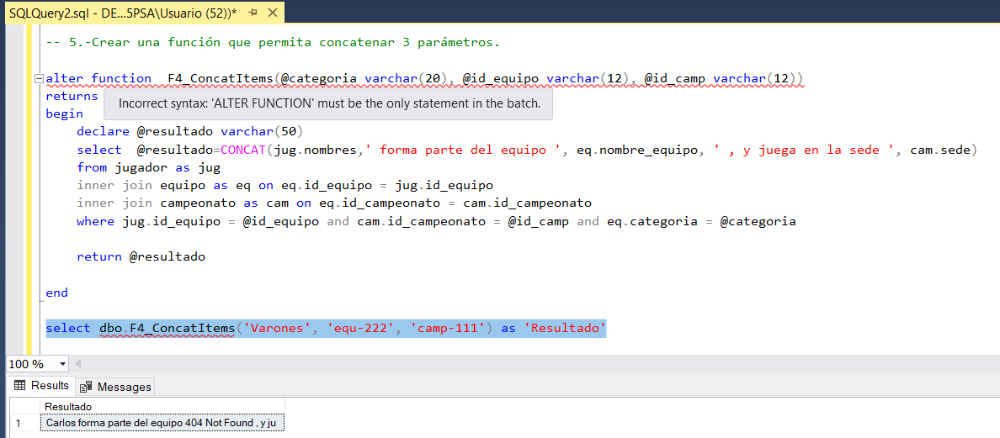 SQLQuery2.sql - DE...5PSA\Usuario (52))*
-- 5.-Crear una función que permita concatenar 3 parámetros.
alter function  F4_ConcatItems(@categoria varchar(20), @id_equipo varchar(12), @id_camp varchar(12))
returns
Incorrect syntax: 'ALTER FUNCTION' must be the only statement in the batch.
begin
declare @resultado varchar(50)
select  @resultado=CONCAT(jug.nombres,' forma parte del equipo ', eq.nombre_equipo, ' , y juega en la sede ', cam.sede)
from jugador as jug
inner join equipo as eq on eq.id_equipo = jug.id_equipo
inner join campeonato as cam on eq.id_campeonato = cam.id_campeonato
where jug.id_equipo = @id_equipo and cam.id_campeonato = @id_camp and eq.categoria = @categoria
return @resultado
end
select dbo.F4_ConcatItems('Varones', 'equ-222', 'camp-111') as 'Resultado'
100 %
Results Messages
Resultado
1 Carlos forma parte del equipo 404 Not Found , y ju